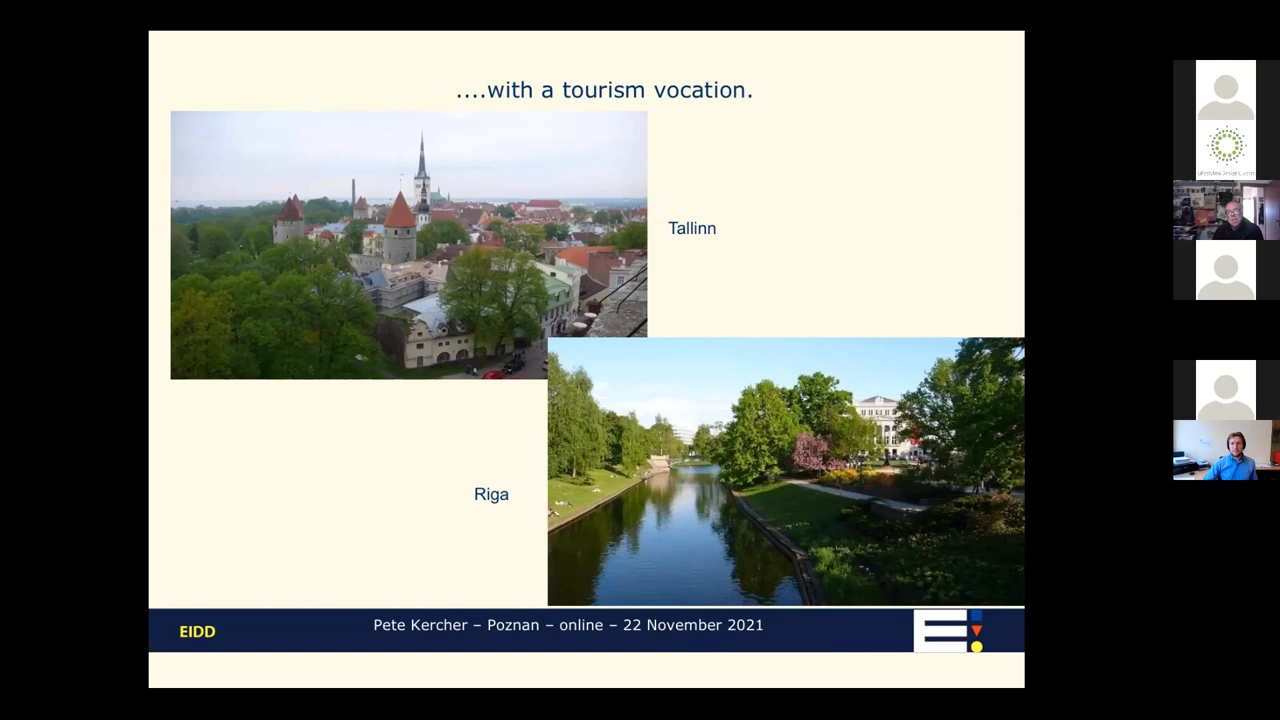 ....with a tourism vocation.
Tallinn
Riga
EIDD
Pete Kercher – Poznan – online – 22 November 2021